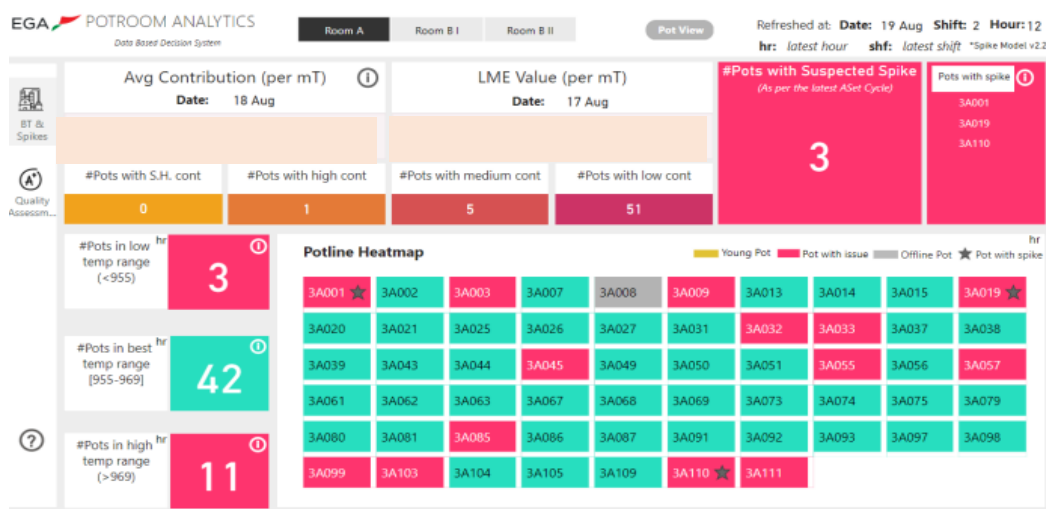 EGA POTROOM ANALYTICS
Data Based Decision System
Room A Room B I Room B II
Pot View
Refreshed at: Date: 19 Aug Shift: 2 Hour: 12
hr: latest hour shf: latest shift *Spike Model v2.2
BT &
Spikes
Quality
Assessm...
Avg Contribution (per mT)
Date: 18 Aug
LME Value (per mT)
Date: 17 Aug
#Pots with Suspected Spike
(As per the latest ASet Cycle)
3
Pots with spike
3A001
3A019
3A110
#Pots with S.H. cont
0
#Pots with high cont
1
#Pots with medium cont
5
#Pots with low cont
51
#Pots in low hr
temp range
(<955)
3
#Pots in best hr
temp range
[955-969]
42
#Pots in high hr
temp range
(>969)
11
Potline Heatmap
hr
Young Pot Pot with issue Offline Pot Pot with spike
3A001 3A002 3A003 3A007 3A008 3A009 3A013 3A014 3A015 3A019
3A020 3A021 3A025 3A026 3A027 3A031 3A032 3A033 3A037 3A038
3A039 3A043 3A044 3A045 3A049 3A050 3A051 3A055 3A056 3A057
3A061 3A062 3A063 3A067 3A068 3A069 3A073 3A074 3A075 3A079
3A080 3A081 3A085 3A086 3A087 3A091 3A092 3A093 3A097 3A098
3A099 3A103 3A104 3A105 3A109 3A110 3A111